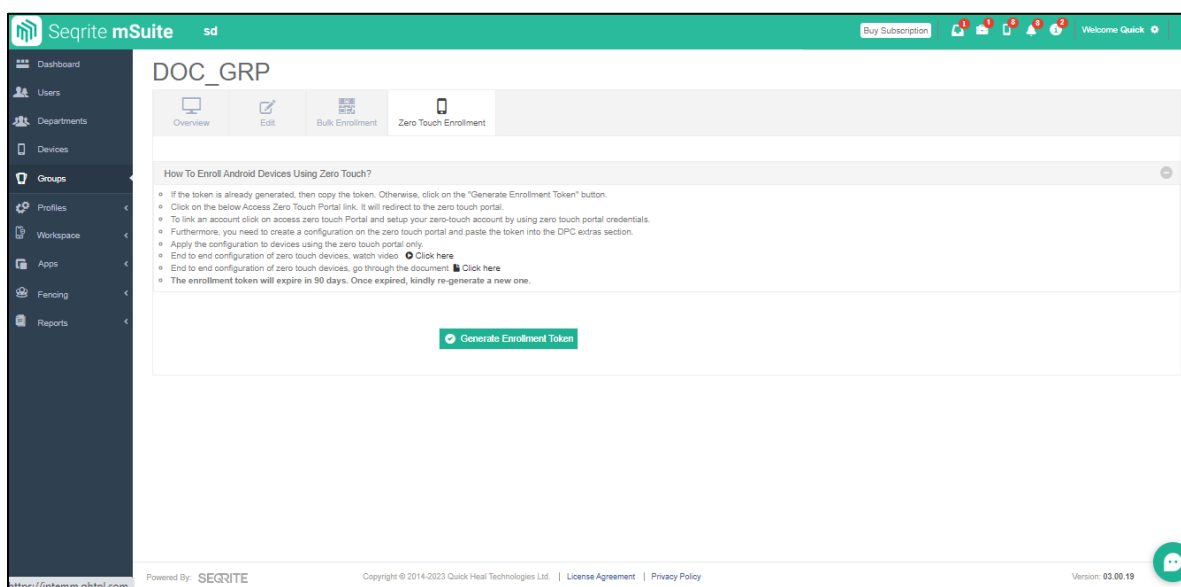 Seqrite mSuite sd Buy Subscription 1 1 5 8 2 Welcome Quick
Dashboard
Users
Departments
Devices
Groups
Profiles
Workspace
Apps
Fencing
Reports
DOC_GRP
Overview Edit Bulk Enrollment Zero Touch Enrollment
How To Enroll Android Devices Using Zero Touch?
If the token is already generated, then copy the token. Otherwise, click on the "Generate Enrollment Token" button.
Click on the below Access Zero Touch Portal link. It will redirect to the zero touch portal.
To link an account click on access zero touch Portal and setup your zero-touch account by using zero touch portal credentials.
Furthermore, you need to create a configuration on the zero touch portal and paste the token into the DPC extras section.
Apply the configuration to devices using the zero touch portal only.
End to end configuration of zero touch devices, watch video Click here
End to end configuration of zero touch devices, go through the document Click here
The enrollment token will expire in 90 days. Once expired, kindly re-generate a new one.
Generate Enrollment Token
Powered By: SEQRITE Copyright © 2014-2023 Quick Heal Technologies Ltd. | License Agreement | Privacy Policy Version: 03.00.19